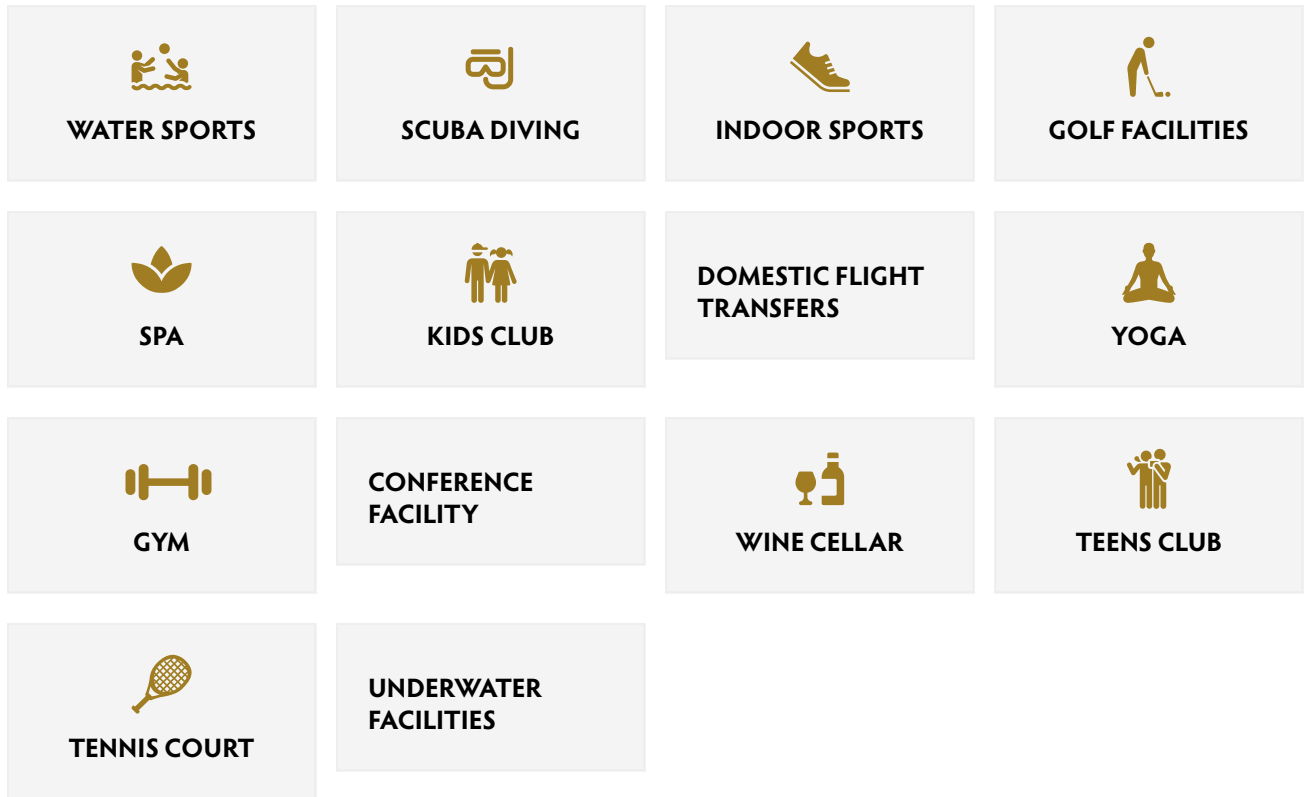 WATER SPORTS
SCUBA DIVING
INDOOR SPORTS
GOLF FACILITIES
SPA
KIDS CLUB
DOMESTIC FLIGHT
TRANSFERS
YOGA
GYM
CONFERENCE
FACILITY
WINE CELLAR
TEENS CLUB
TENNIS COURT
UNDERWATER
FACILITIES